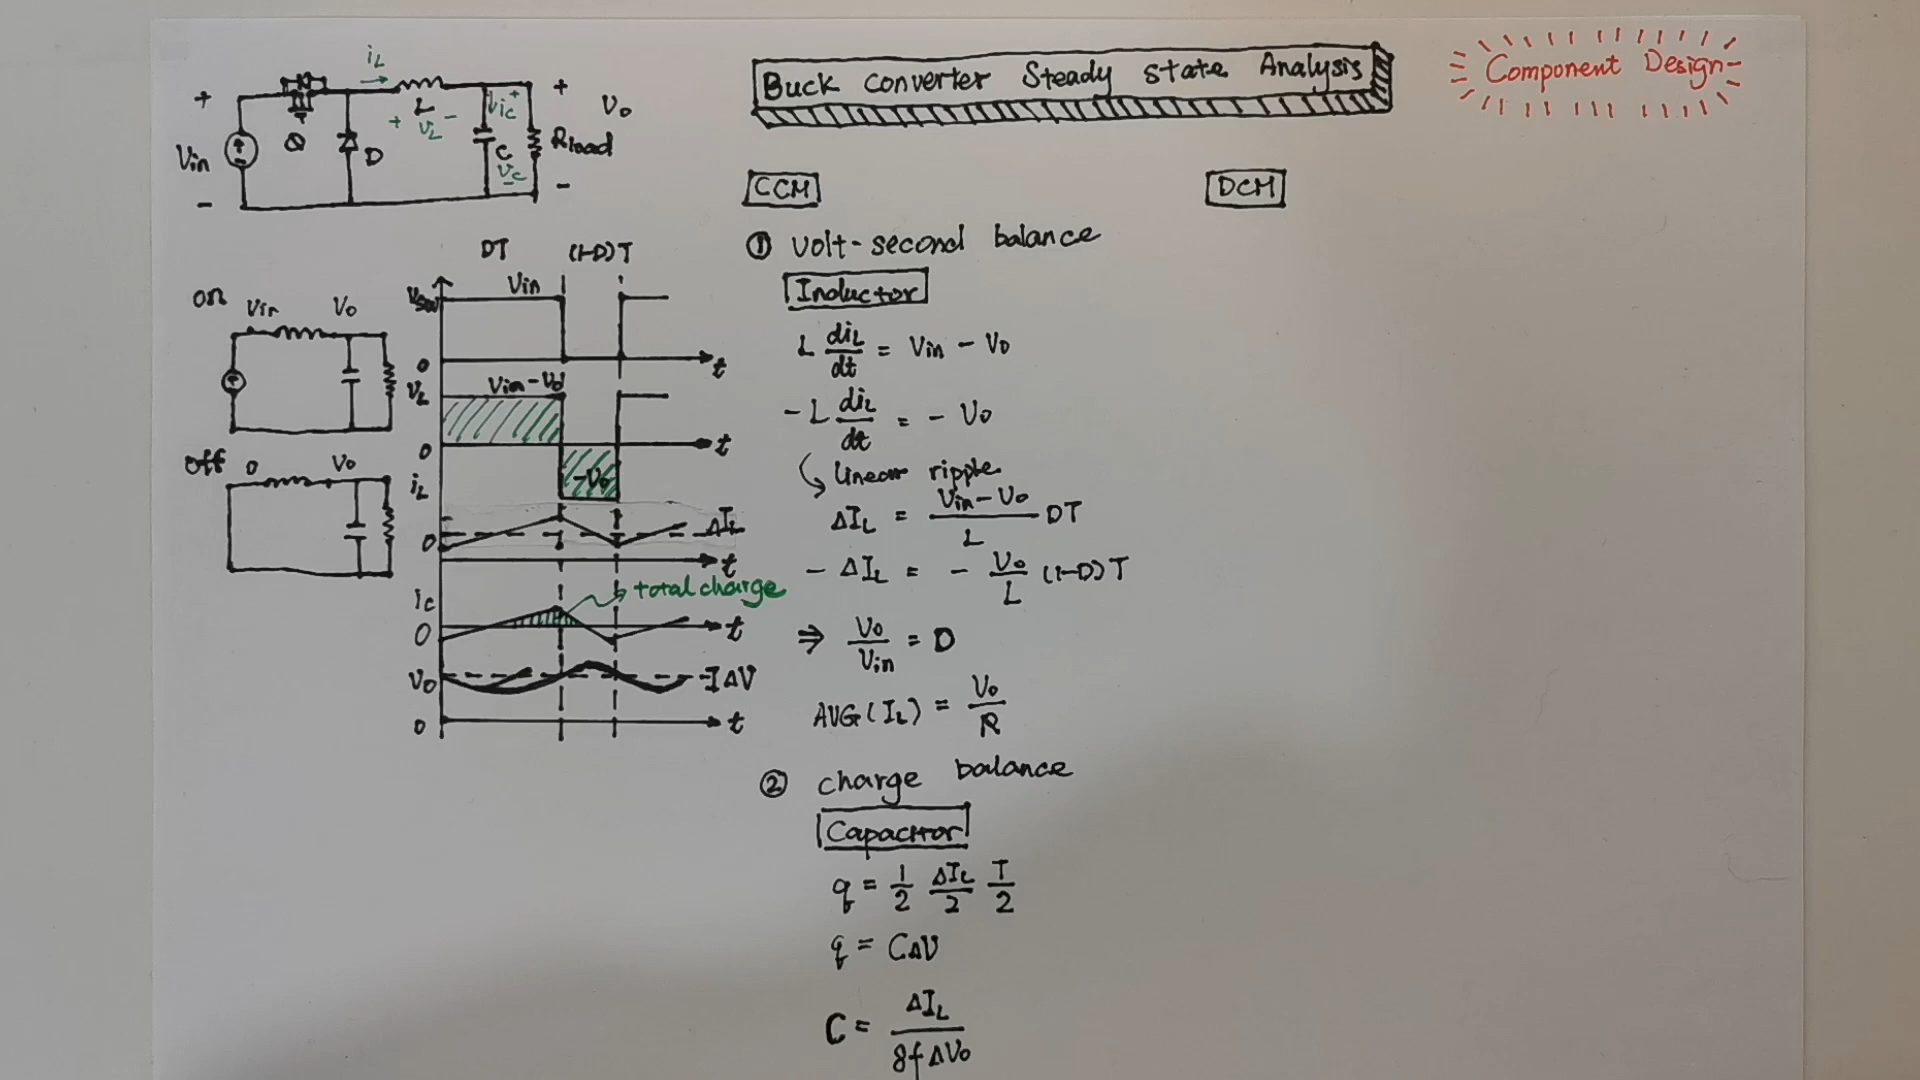 Buck converter Steady state Analysis
Component Design
iL
+ L -
vL
ic +
+ Vin -
Q
D
C
vc
-
+ Vo -
Rload
CCM
DCM
DT (1-D)T
Vsw Vin
0 t
on
Vin Vo
VL Vin-Vo
0 t
-Vo
off
0 Vo
iL
ΔIL
0 t
ic
total charge
0 t
Vo ΔV
0 t
① volt-second balance
Inductor
L diL/dt = Vin - Vo
-L diL/dt = - Vo
linear ripple
ΔIL = (Vin-Vo)/L DT
- ΔIL = - Vo/L (1-D)T
⇒ Vo/Vin = D
AVG(IL) = Vo/R
② charge balance
Capacitor
q = 1/2 ΔIL/2 T/2
q = CΔV
C = ΔIL/8fΔVo